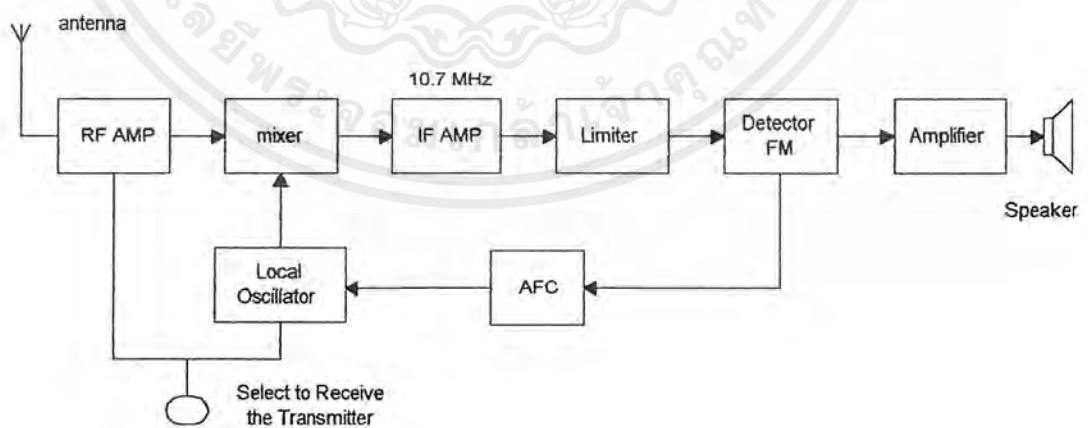 antenna
10.7 MHz
RF AMP
mixer
IF AMP
Limiter
Detector
FM
Amplifier
Speaker
Local
Oscillator
AFC
Select to Receive
the Transmitter